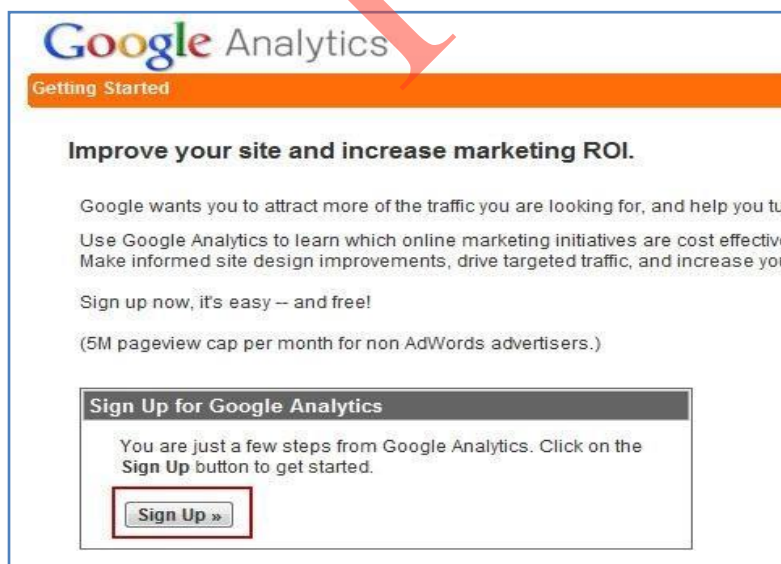 Google Analytics
Getting Started
Improve your site and increase marketing ROI.
Google wants you to attract more of the traffic you are looking for, and help you
Use Google Analytics to learn which online marketing initiatives are cost
Make informed site design improvements, drive targeted traffic, and increase
Sign up now, it's easy -- and free!
(5M pageview cap per month for non AdWords advertisers.)
Sign Up for Google Analytics
You are just a few steps from Google Analytics. Click on the
Sign Up button to get started.
Sign Up »